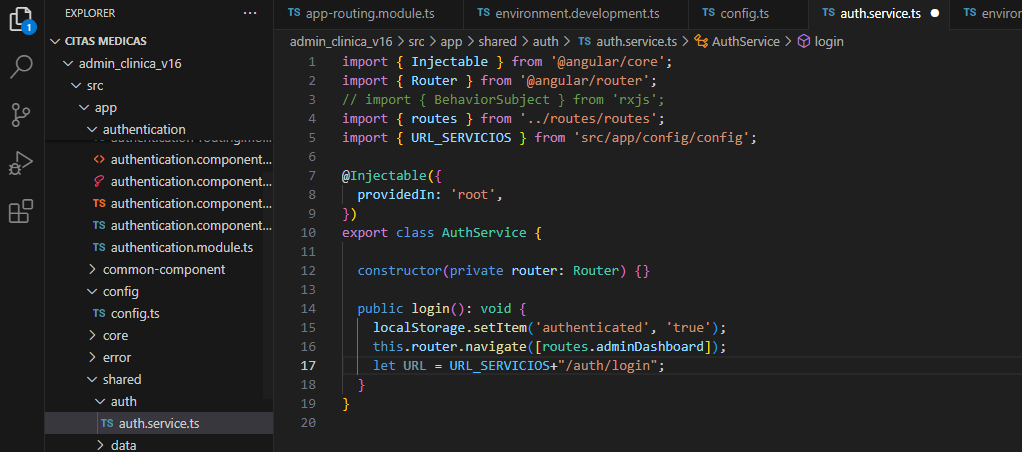 EXPLORER
CITAS MEDICAS
admin_clinica_v16
src
app
authentication
authentication.component...
authentication.component...
TS authentication.component...
TS authentication.component...
TS authentication.module.ts
common-component
config
TS config.ts
core
error
shared
auth
TS auth.service.ts
data
1
TS app-routing.module.ts TS environment.development.ts TS config.ts TS auth.service.ts TS environ
admin_clinica_v16 > src > app > shared > auth > TS auth.service.ts > AuthService > login
1 import { Injectable } from '@angular/core';
2 import { Router } from '@angular/router';
3 // import { BehaviorSubject } from 'rxjs';
4 import { routes } from '../routes/routes';
5 import { URL_SERVICIOS } from 'src/app/config/config';
6
7 @Injectable({
8 providedIn: 'root',
9 })
10 export class AuthService {
11
12 constructor(private router: Router) {}
13
14 public login(): void {
15 localStorage.setItem('authenticated', 'true');
16 this.router.navigate([routes.adminDashboard]);
17 let URL = URL_SERVICIOS+"/auth/login";
18 }
19 }
20